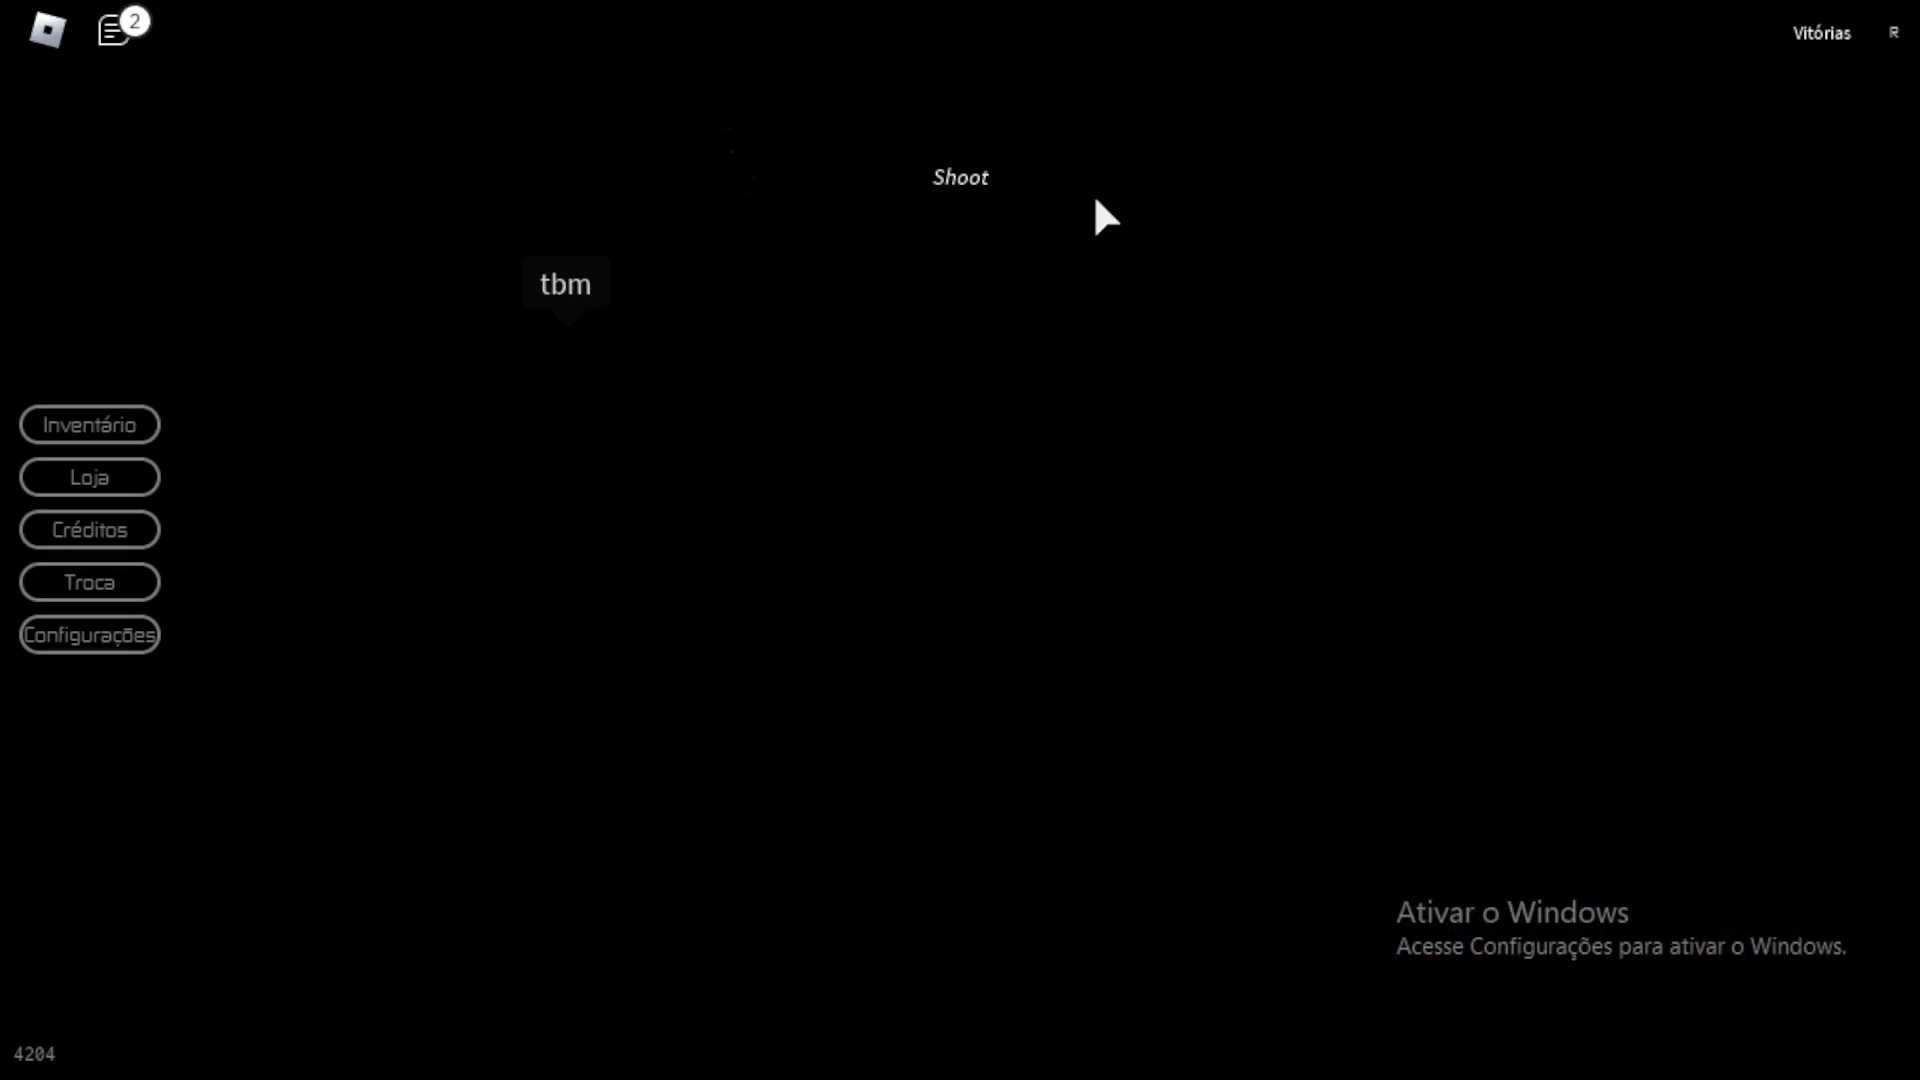 2
Vitórias R
Shoot
tbm
Inventário
Loja
Créditos
Troca
Configurações
Ativar o Windows
Acesse Configurações para ativar o Windows.
4204